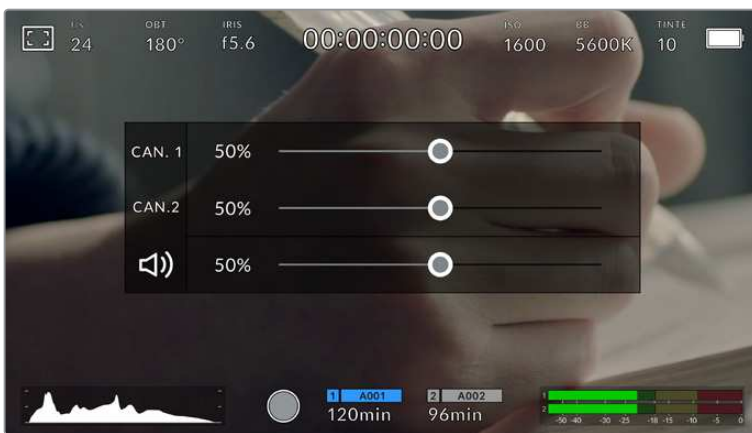 I/S OBT IRIS 00:00:00:00 ISO BB TINTE
24 180° f5.6 1600 5600K 10
CAN. 1 50%
CAN.2 50%
50%
1 A001 2 A002
120min 96min
1
2
-50 -40 -30 -25 -18 -15 -10 -5 0